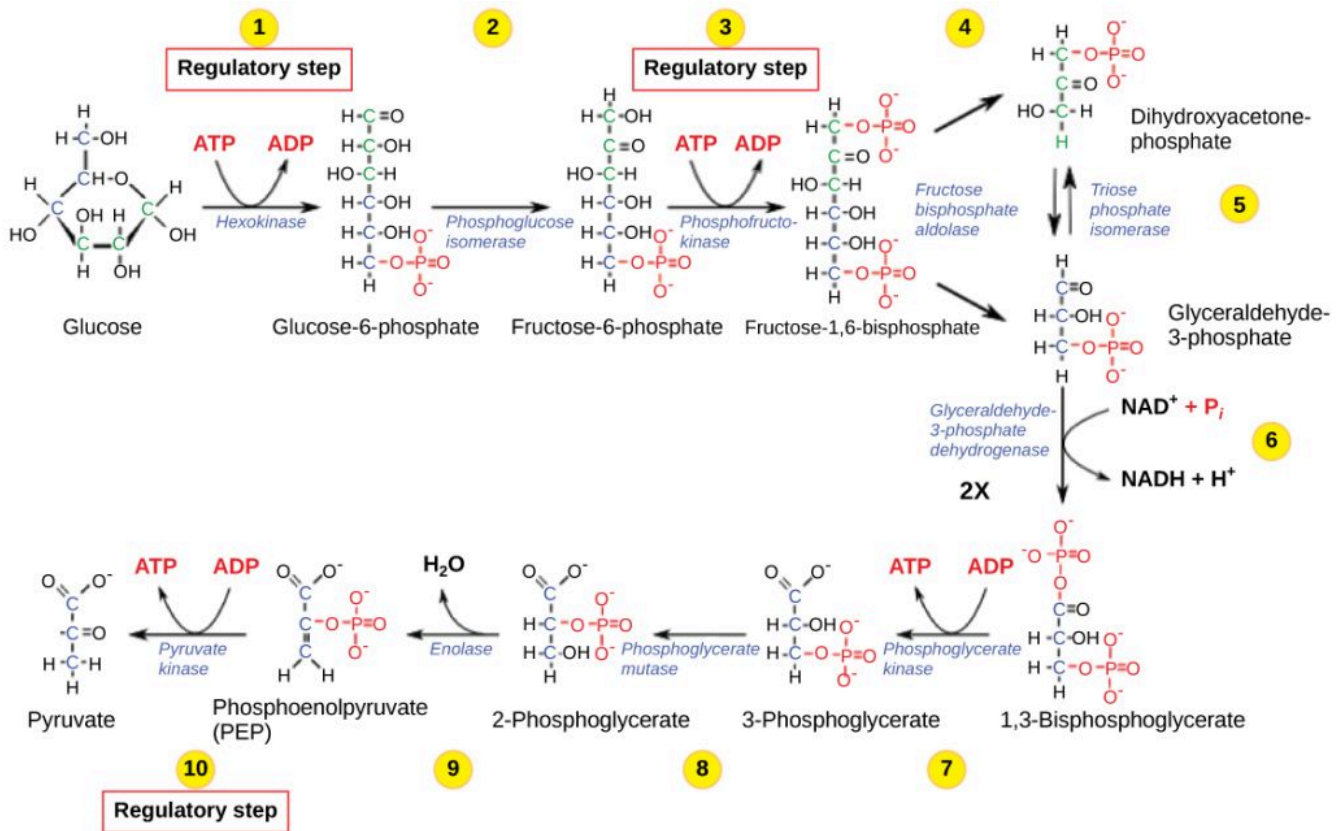 1
2
3
4
Regulatory step
Regulatory step
ATP
ADP
Hexokinase
Phosphoglucose
isomerase
ATP
ADP
Phosphofructo-
kinase
Fructose
bisphosphate
aldolase
Dihydroxyacetone-
phosphate
Triose
phosphate
isomerase
5
Glucose
Glucose-6-phosphate
Fructose-6-phosphate
Fructose-1,6-bisphosphate
Glyceraldehyde-
3-phosphate
Glyceraldehyde-
3-phosphate
dehydrogenase
NAD⁺ + Pᵢ
6
NADH + H⁺
2X
ATP
ADP
Pyruvate
kinase
H₂O
Enolase
Phosphoglycerate
mutase
ATP
ADP
Phosphoglycerate
kinase
Pyruvate
Phosphoenolpyruvate
(PEP)
2-Phosphoglycerate
3-Phosphoglycerate
1,3-Bisphosphoglycerate
10
9
8
7
Regulatory step